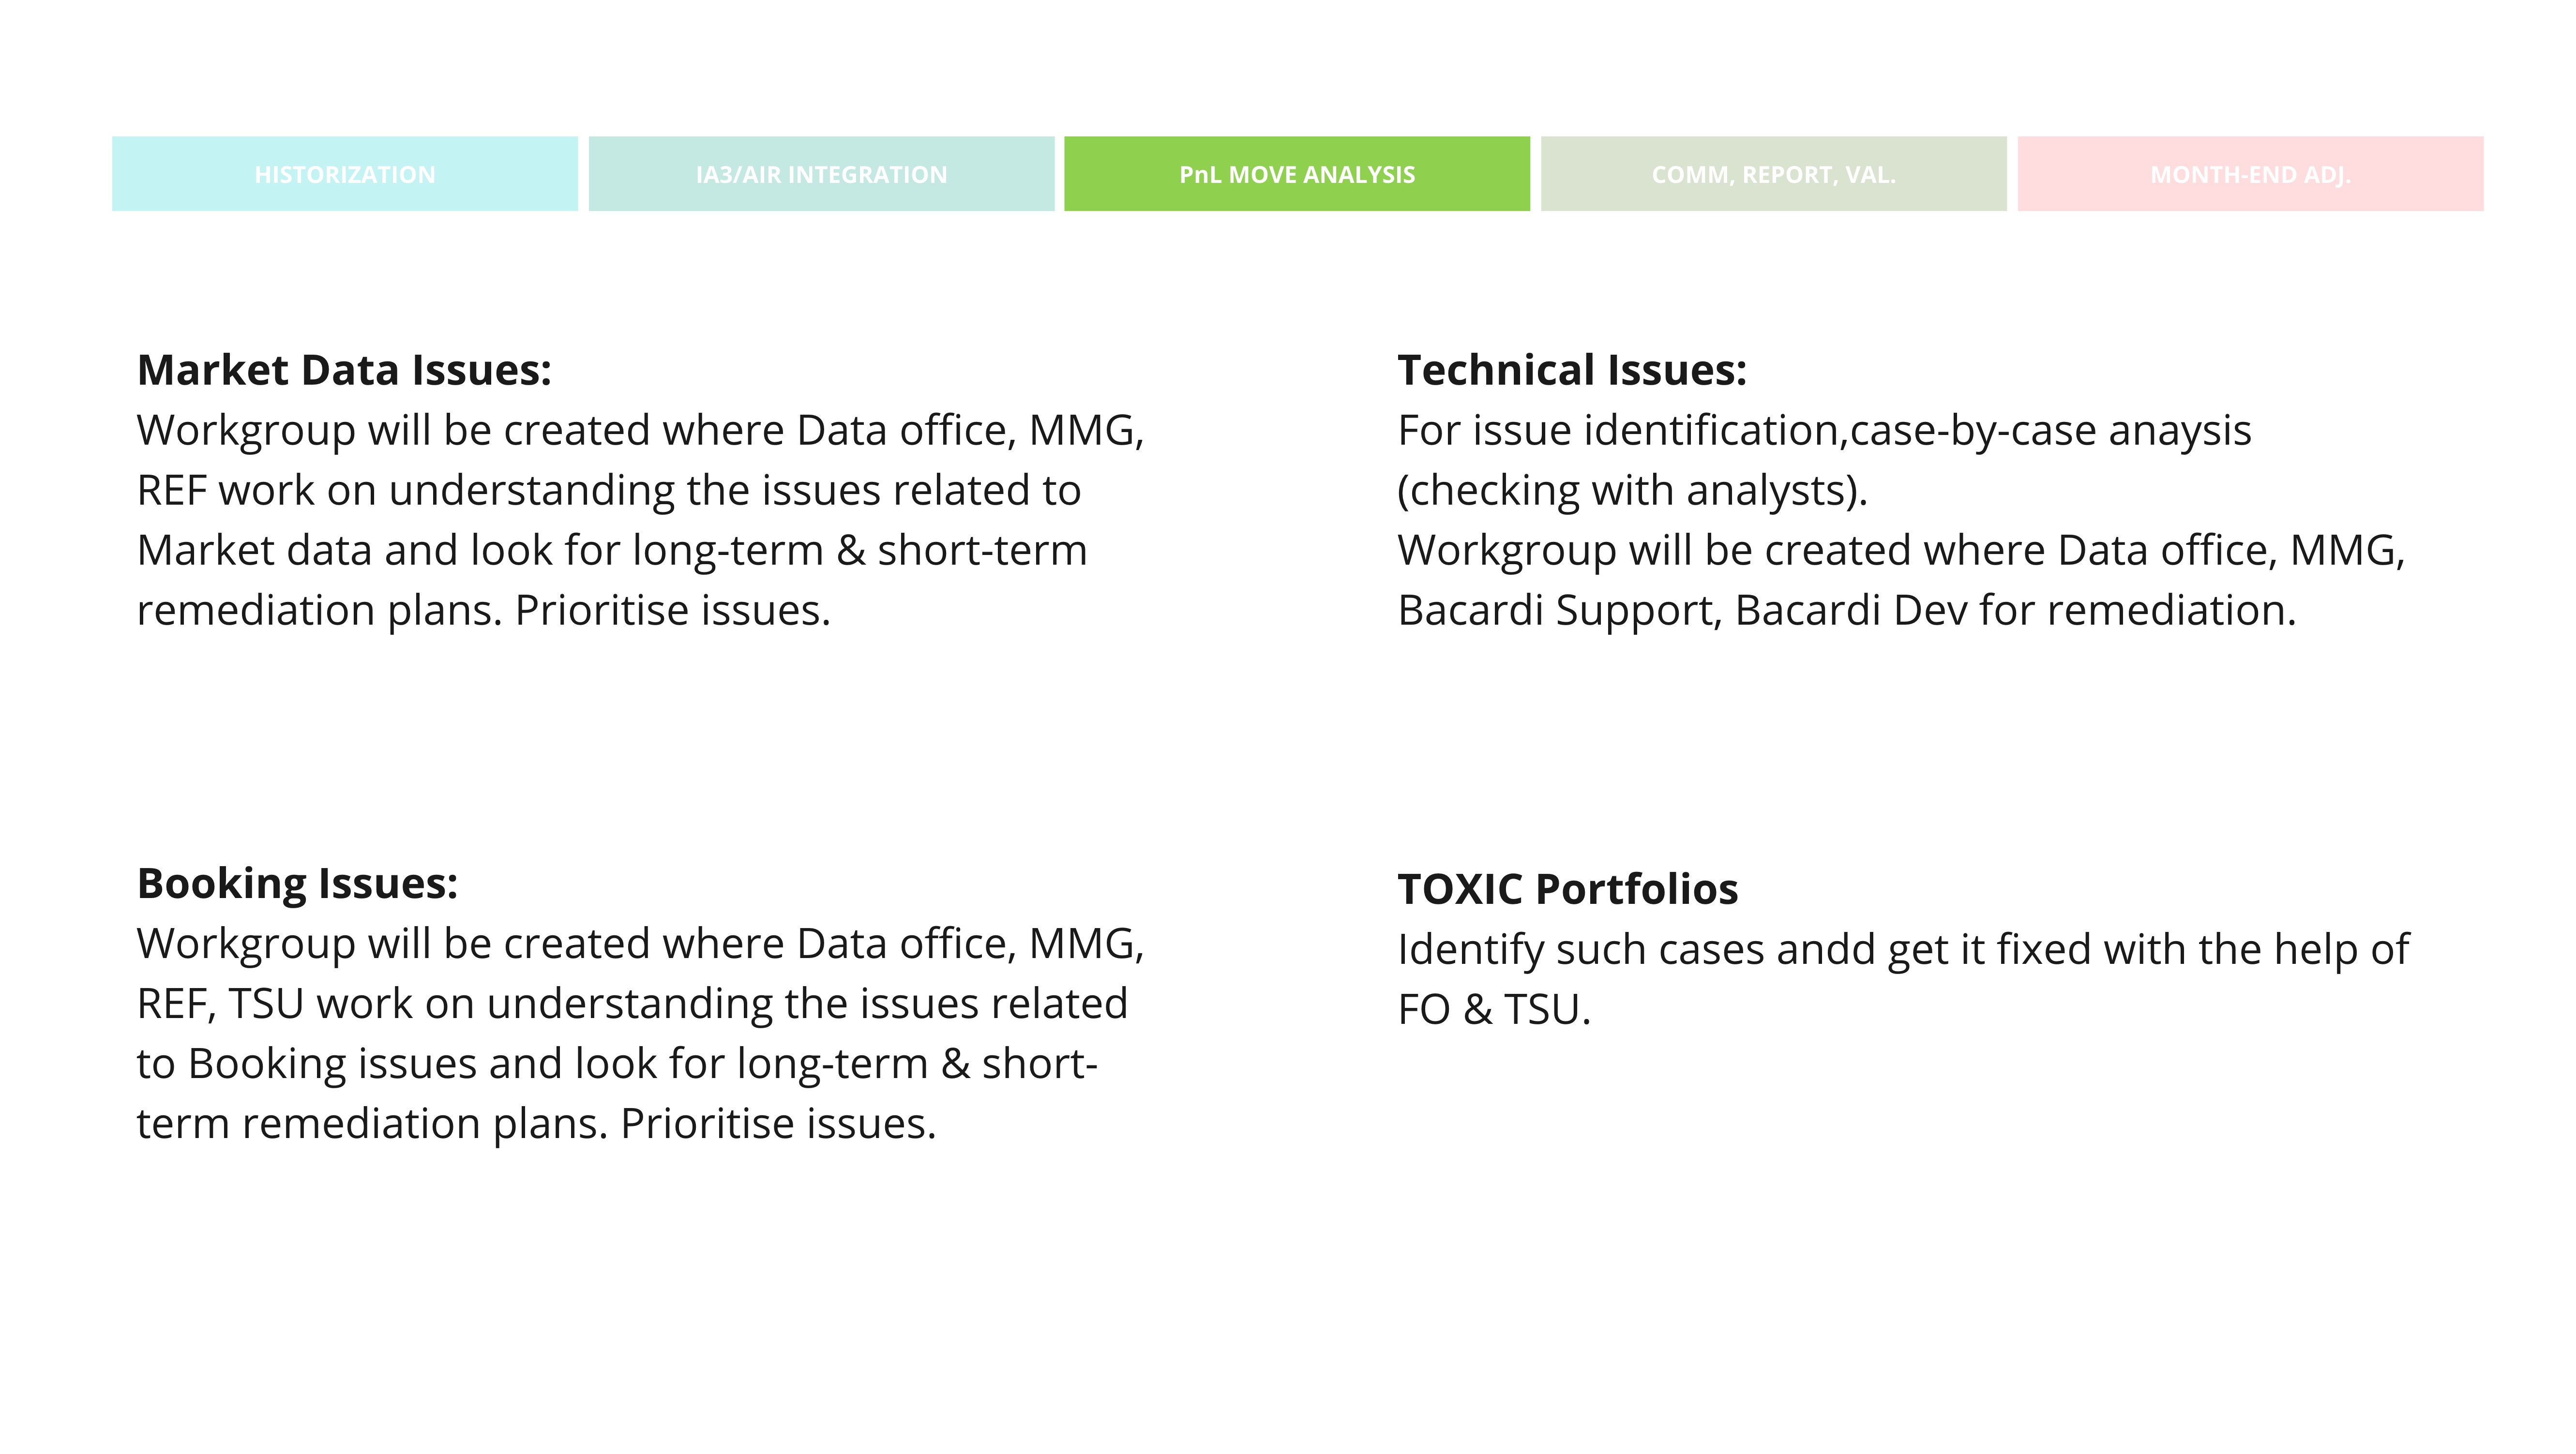 HISTORIZATION
IA3/AIR INTEGRATION
PnL MOVE ANALYSIS
COMM, REPORT, VAL.
MONTH-END ADJ.
Market Data Issues:
Workgroup will be created where Data office, MMG,
REF work on understanding the issues related to
Market data and look for long-term & short-term
remediation plans. Prioritise issues.
Technical Issues:
For issue identification,case-by-case anaysis
(checking with analysts).
Workgroup will be created where Data office, MMG,
Bacardi Support, Bacardi Dev for remediation.
Booking Issues:
Workgroup will be created where Data office, MMG,
REF, TSU work on understanding the issues related
to Booking issues and look for long-term & short-
term remediation plans. Prioritise issues.
TOXIC Portfolios
Identify such cases andd get it fixed with the help of
FO & TSU.